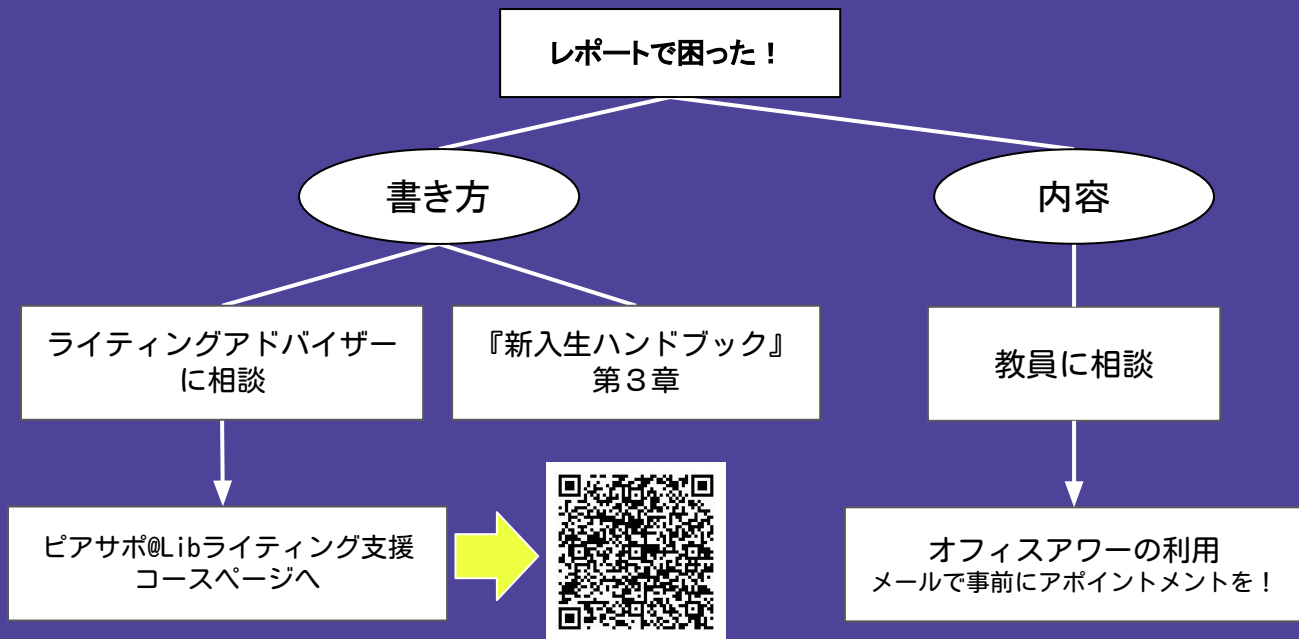 レポートで困った！
書き方
内容
ライティングアドバイザー
に相談
『新入生ハンドブック』
第３章
教員に相談
ピアサポ@Libライティング支援
コースページへ
オフィスアワーの利用
メールで事前にアポイントメントを！